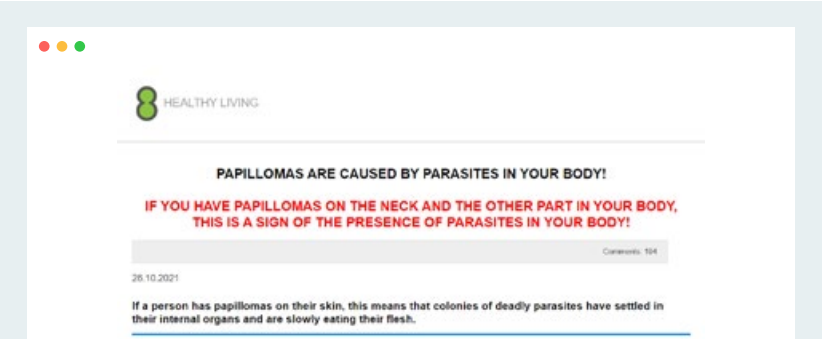 HEALTHY LIVING
PAPILLOMAS ARE CAUSED BY PARASITES IN YOUR BODY!
IF YOU HAVE PAPILLOMAS ON THE NECK AND THE OTHER PART IN YOUR BODY,
THIS IS A SIGN OF THE PRESENCE OF PARASITES IN YOUR BODY!
Comments: 104
26.10.2021
If a person has papillomas on their skin, this means that colonies of deadly parasites have settled in
their internal organs and are slowly eating their flesh.